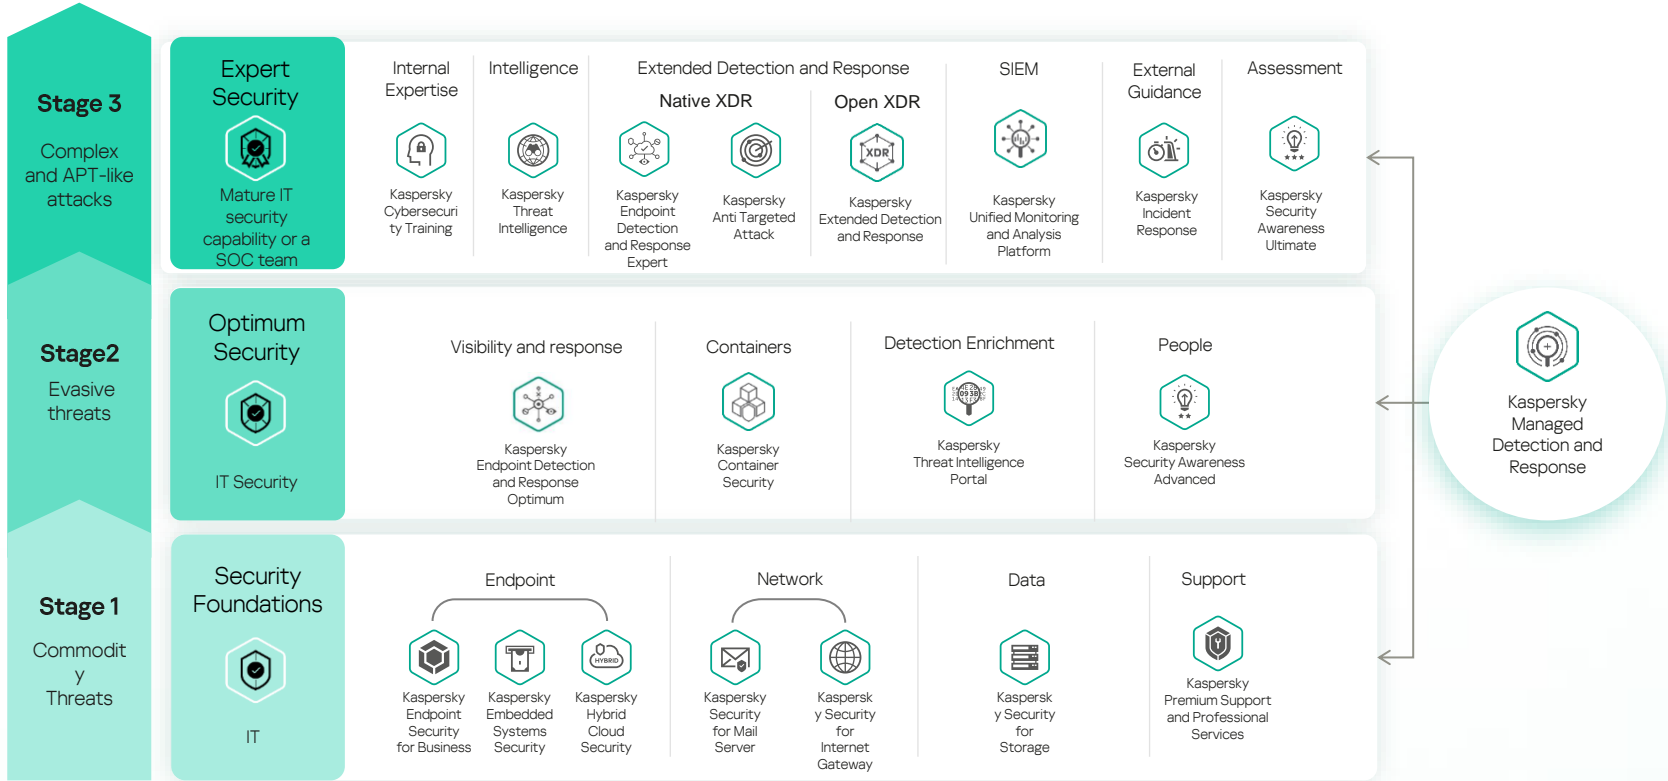 Stage 3
Complex
and APT-like
attacks
Expert
Security
Mature IT
security
capability or a
SOC team
Internal
Expertise
Kaspersky
Cybersecuri
ty Training
Intelligence
Kaspersky
Threat
Intelligence
Extended Detection and Response
Native XDR
Kaspersky
Endpoint
Detection
and Response
Expert
Kaspersky
Anti Targeted
Attack
Open XDR
XDR
Kaspersky
Extended Detection
and Response
SIEM
Kaspersky
Unified Monitoring
and Analysis
Platform
External
Guidance
Kaspersky
Incident
Response
Assessment
Kaspersky
Security
Awareness
Ultimate
Stage2
Evasive
threats
Optimum
Security
IT Security
Visibility and response
Kaspersky
Endpoint Detection
and Response
Optimum
Containers
Kaspersky
Container
Security
Detection Enrichment
093B
Kaspersky
Threat Intelligence
Portal
People
Kaspersky
Security Awareness
Advanced
Kaspersky
Managed
Detection and
Response
Stage 1
Commodit
y
Threats
Security
Foundations
IT
Endpoint
Kaspersky
Endpoint
Security
for Business
Kaspersky
Embedded
Systems
Security
HYBRID
Kaspersky
Hybrid
Cloud
Security
Network
Kaspersky
Security
for Mail
Server
Kaspersk
y Security
for
Internet
Gateway
Data
Kaspersk
y Security
for
Storage
Support
Kaspersky
Premium Support
and Professional
Services